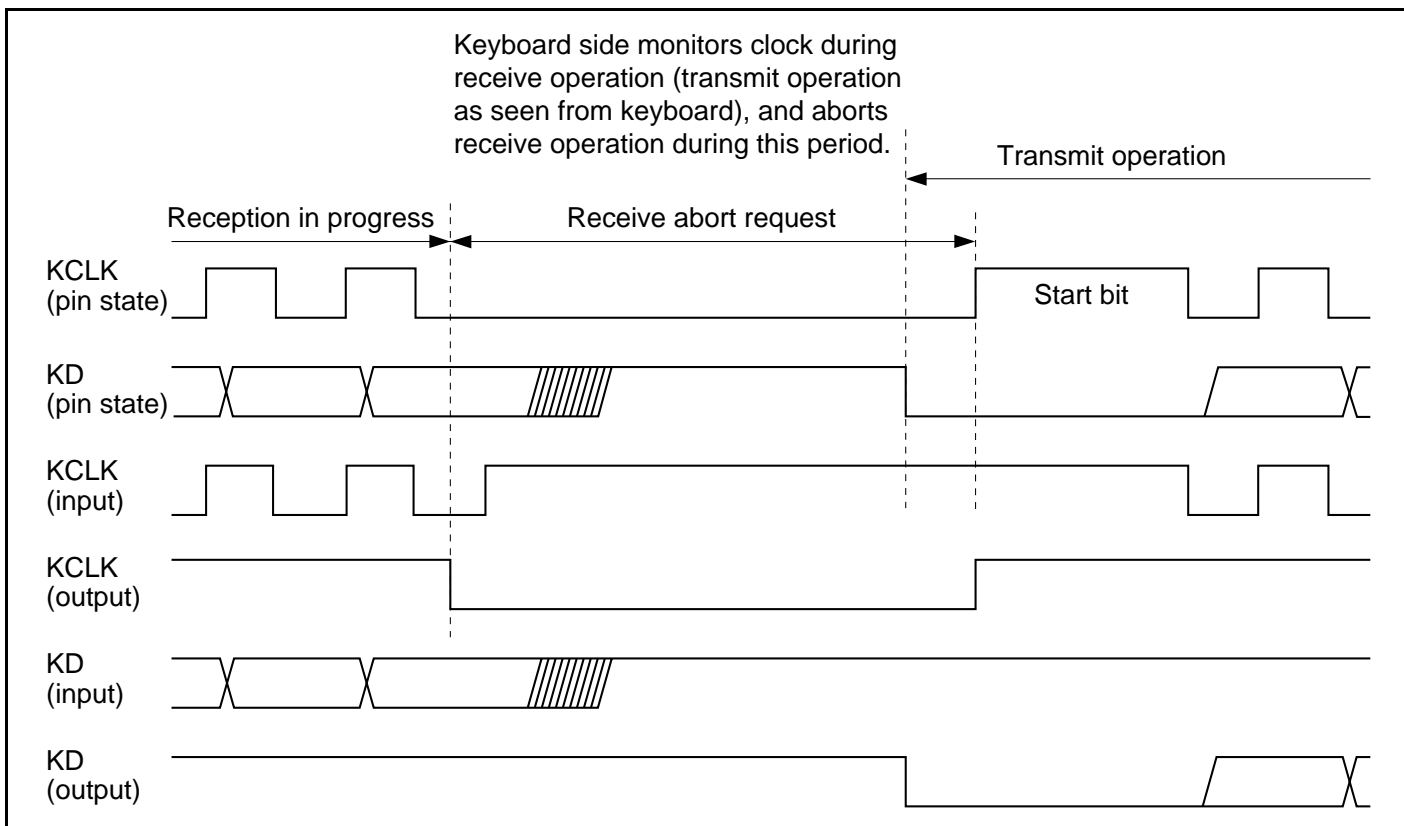 Keyboard side monitors clock during
receive operation (transmit operation
as seen from keyboard), and aborts
receive operation during this period.
Transmit operation
Reception in progress
Receive abort request
KCLK
(pin state)
Start bit
KD
(pin state)
KCLK
(input)
KCLK
(output)
KD
(input)
KD
(output)